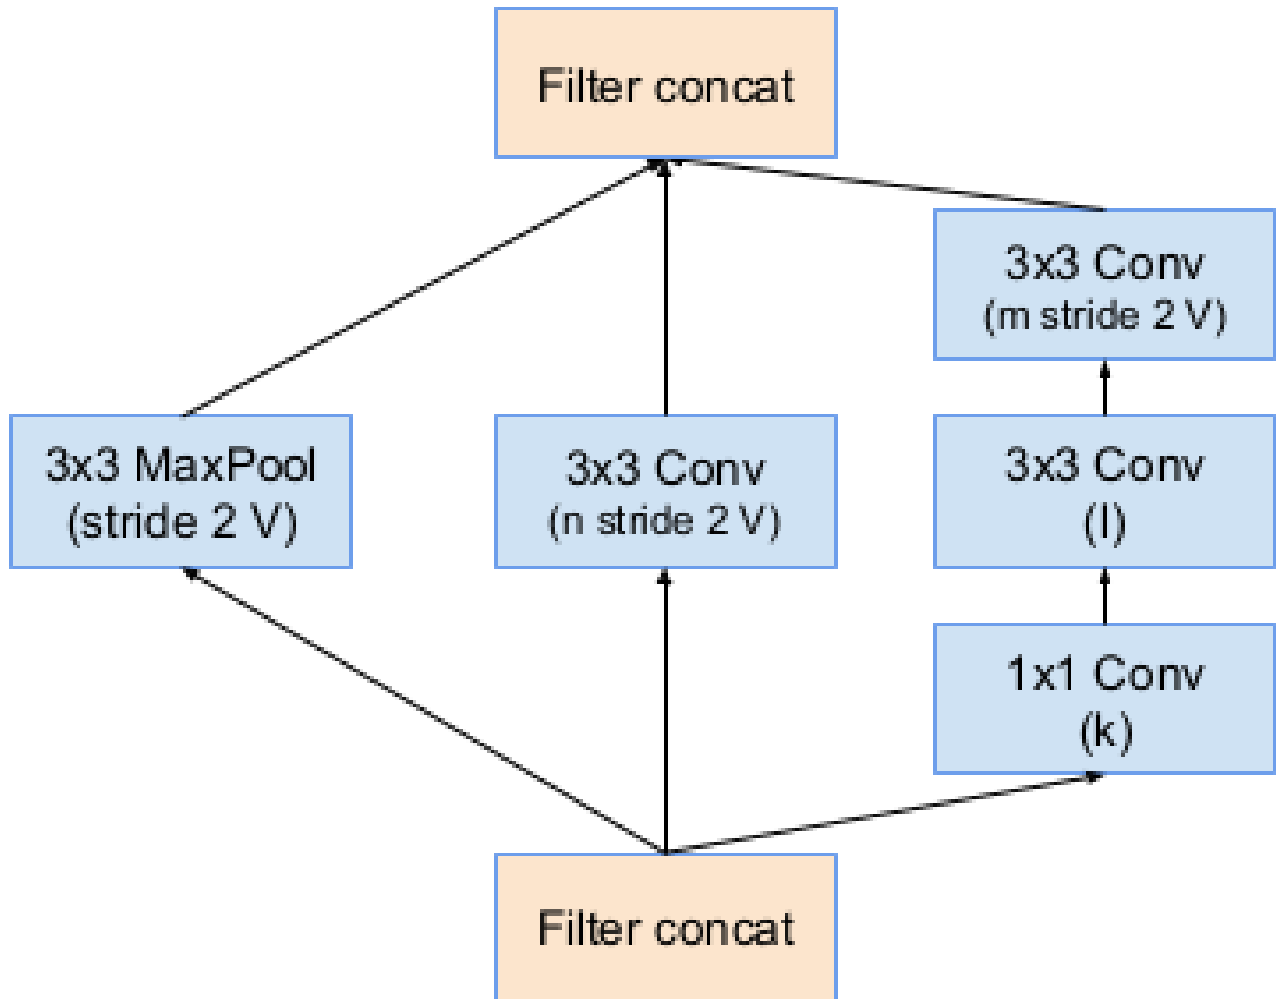 Filter concat
3x3 Conv
(m stride 2 V)
3x3 MaxPool
(stride 2 V)
3x3 Conv
(n stride 2 V)
3x3 Conv
(l)
1x1 Conv
(k)
Filter concat